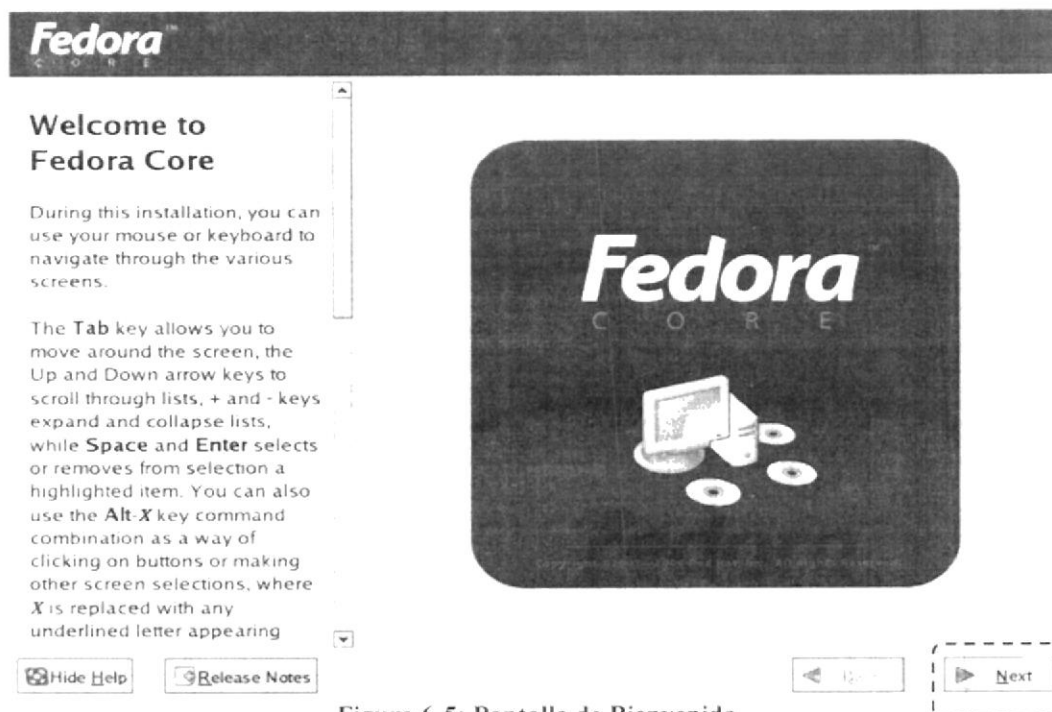 Fedora
CORE
Welcome to
Fedora Core
During this installation, you can
use your mouse or keyboard to
navigate through the various
screens.
The Tab key allows you to
move around the screen, the
Up and Down arrow keys to
scroll through lists, + and - keys
expand and collapse lists,
while Space and Enter selects
or removes from selection a
highlighted item. You can also
use the Alt-X key command
combination as a way of
clicking on buttons or making
other screen selections, where
X is replaced with any
underlined letter appearing
Hide Help
Release Notes
Fedora
CORE
Next
Figura 6-5: Pantalla de Bienvenida